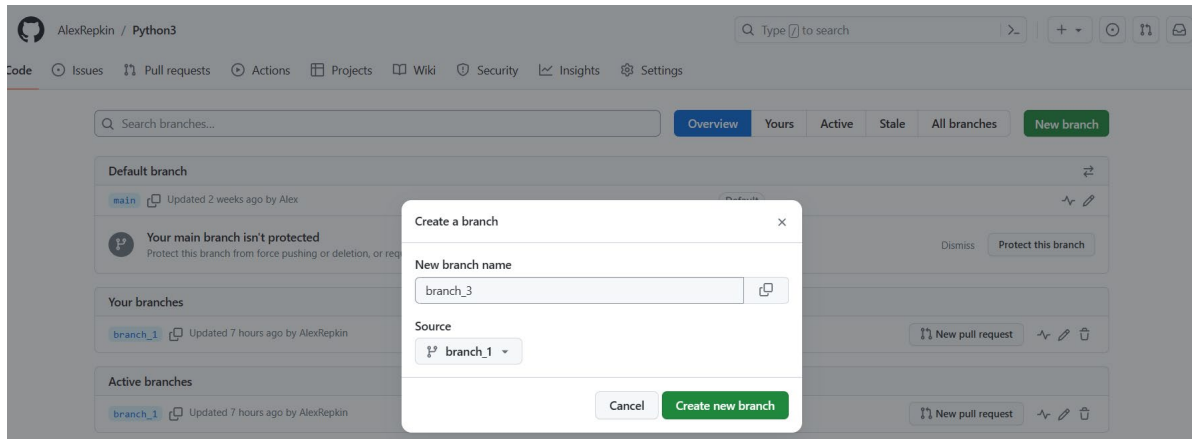 AlexRepkin / Python3
Type / to search
Code Issues Pull requests Actions Projects Wiki Security Insights Settings
Search branches...
Overview Yours Active Stale All branches New branch
Default branch
main Updated 2 weeks ago by Alex
Default
Your main branch isn't protected
Protect this branch from force pushing or deletion, or req
Dismiss Protect this branch
Your branches
branch_1 Updated 7 hours ago by AlexRepkin New pull request
Active branches
branch_1 Updated 7 hours ago by AlexRepkin New pull request
Create a branch
New branch name
branch_3
Source
branch_1
Cancel Create new branch